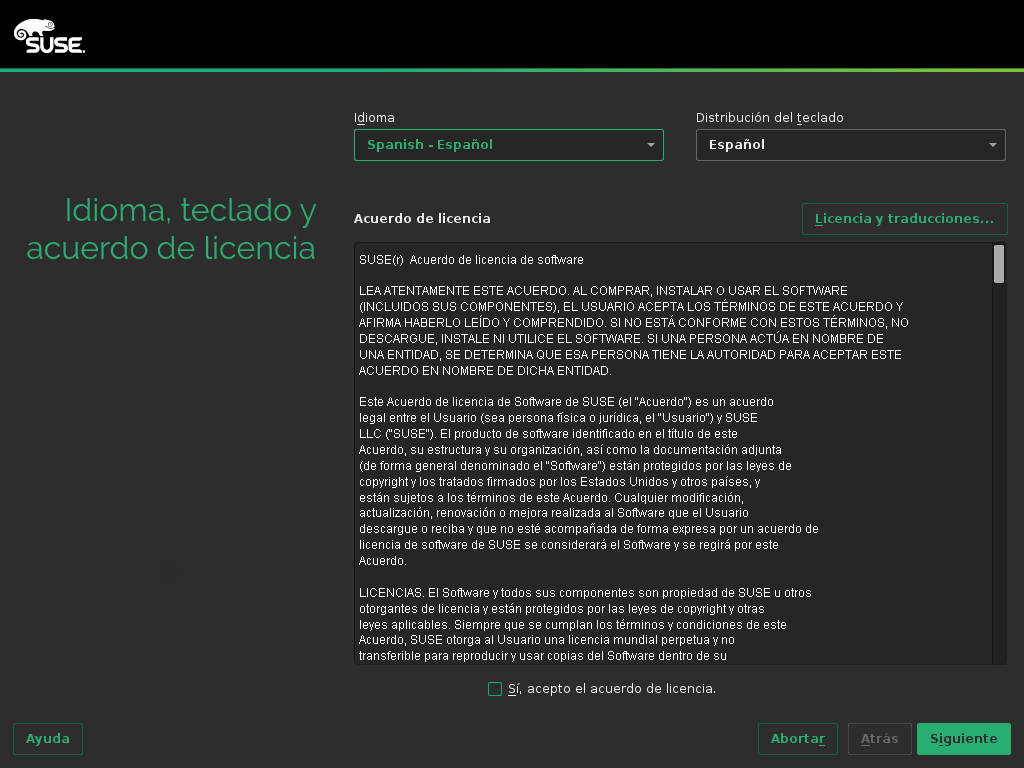 SUSE.
Idioma
Distribución del teclado
Spanish - Español
Español
Idioma, teclado y
acuerdo de licencia
Acuerdo de licencia
Licencia y traducciones...
SUSE(r) Acuerdo de licencia de software
LEA ATENTAMENTE ESTE ACUERDO. AL COMPRAR, INSTALAR O USAR EL SOFTWARE
(INCLUIDOS SUS COMPONENTES), EL USUARIO ACEPTA LOS TÉRMINOS DE ESTE ACUERDO Y
AFIRMA HABERLO LEÍDO Y COMPRENDIDO. SI NO ESTÁ CONFORME CON ESTOS TÉRMINOS, NO
DESCARGUE, INSTALE NI UTILICE EL SOFTWARE. SI UNA PERSONA ACTÚA EN NOMBRE DE
UNA ENTIDAD, SE DETERMINA QUE ESA PERSONA TIENE LA AUTORIDAD PARA ACEPTAR ESTE
ACUERDO EN NOMBRE DE DICHA ENTIDAD.
Este Acuerdo de licencia de Software de SUSE (el "Acuerdo") es un acuerdo
legal entre el Usuario (sea persona física o jurídica, el "Usuario") y SUSE
LLC ("SUSE"). El producto de software identificado en el título de este
Acuerdo, su estructura y su organización, así como la documentación adjunta
(de forma general denominado el "Software") están protegidos por las leyes de
copyright y los tratados firmados por los Estados Unidos y otros países, y
están sujetos a los términos de este Acuerdo. Cualquier modificación,
actualización, renovación o mejora realizada al Software que el Usuario
descargue o reciba y que no esté acompañada de forma expresa por un acuerdo de
licencia de software de SUSE se considerará el Software y se regirá por este
Acuerdo.
LICENCIAS. El Software y todos sus componentes son propiedad de SUSE u otros
otorgantes de licencia y están protegidos por las leyes de copyright y otras
leyes aplicables. Siempre que se cumplan los términos y condiciones de este
Acuerdo, SUSE otorga al Usuario una licencia mundial perpetua y no
transferible para reproducir y usar copias del Software dentro de su
Sí, acepto el acuerdo de licencia.
Ayuda
Abortar
Atrás
Siguiente